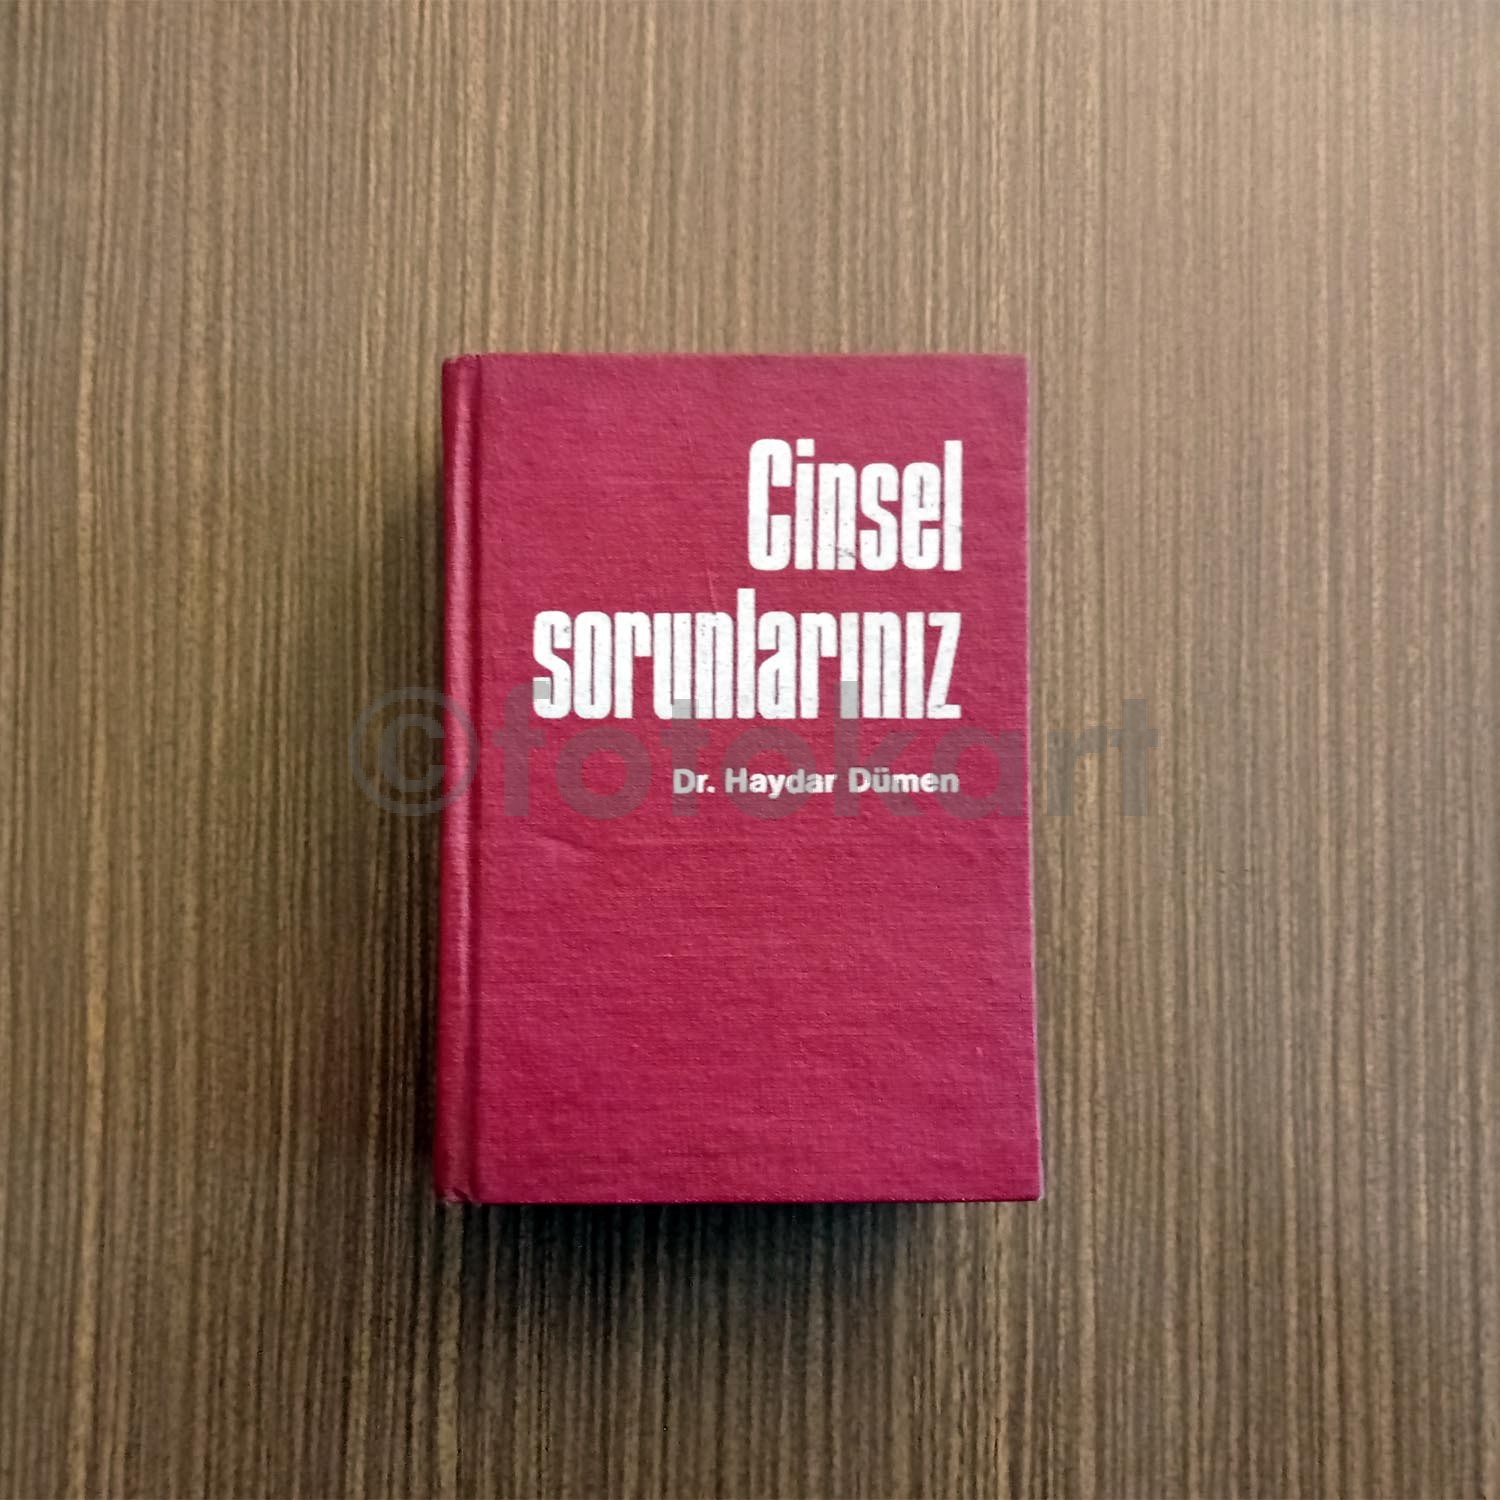 Cinsel
sorunlarınız
©fotokart
Dr. Haydar Dümen